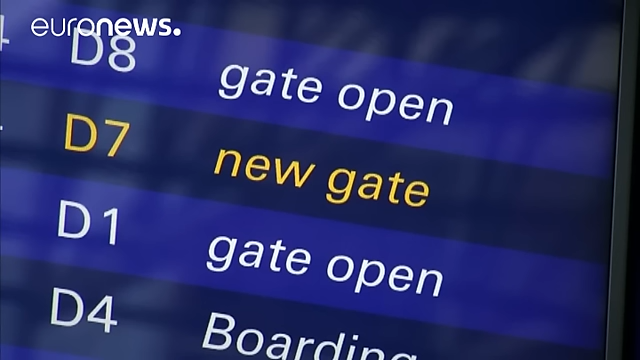 euronews.
D8 gate open
D7 new gate
D1 gate open
D4 Boarding